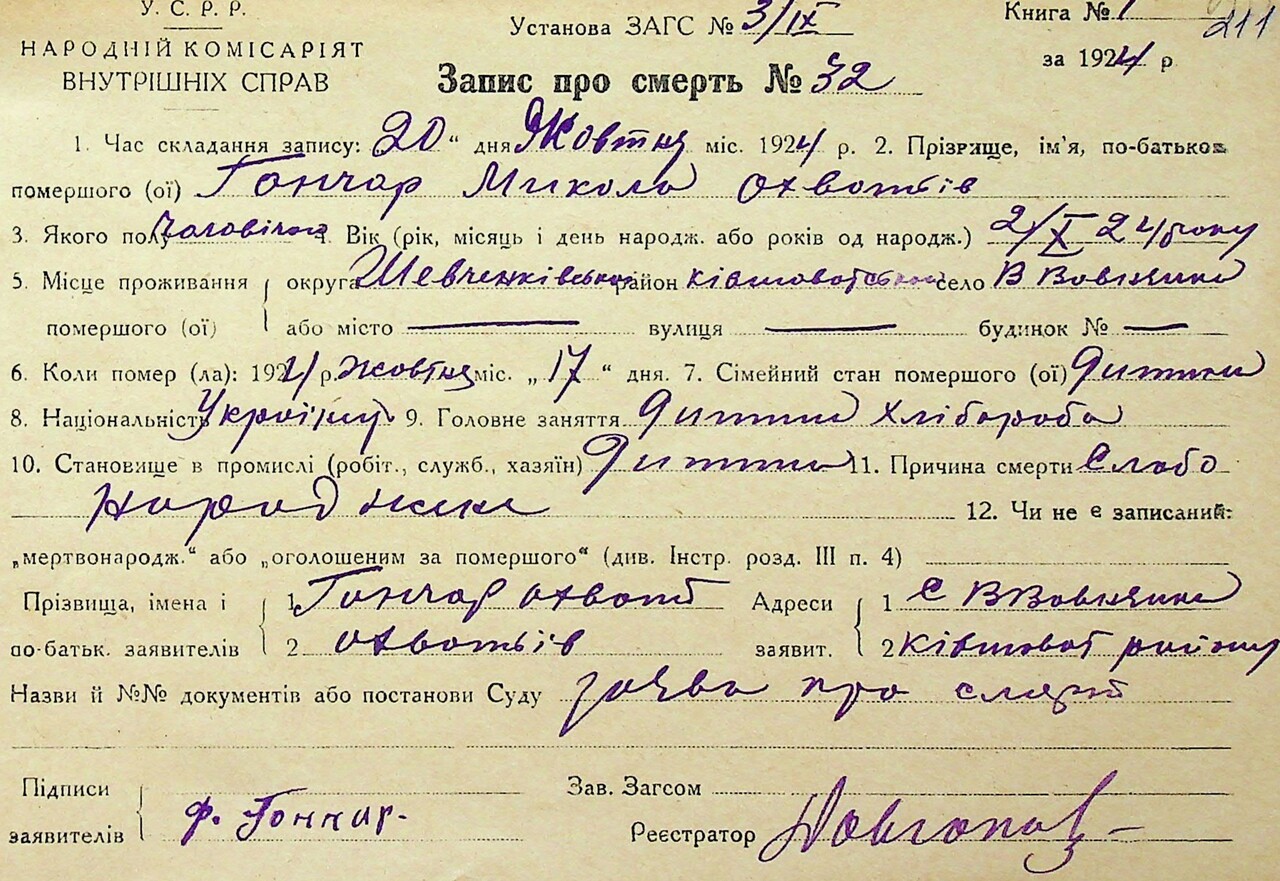 У. С. Р. Р.
НАРОДНІЙ КОМІСАРІЯТ
ВНУТРІШНІХ СПРАВ
Установа ЗАГС № 3/IX
Книга № 1
211
за 1924 р
Запис про смерть № 32
1. Час складання запису: „20“ дня Жовтня міс. 1924 р. 2. Прізвище, ім'я, по-батькові
помершого (ої) Гончар Микола Охвотьїв
3. Якого полу Чоловічого 4. Вік (рік, місяць і день народж. або років од народж.) 2/X 24 року
5. Місце проживання округа Шевченківська район ківшоватський село В Вовнянка
помершого (ої) або місто — вулиця — будинок № —
6. Коли помер (ла): 1924 р. Жовтня міс. „17“ дня. 7. Сімейний стан помершого (ої) Дитина
8. Національність Україн. 9. Головне заняття Дитина Хлібороба
10. Становище в промислі (робіт., служб., хазяїн) Дитина 11. Причина смерти Слабо
народження 12. Чи не є записаний:
„мертвонародж.“ або „оголошеним за помершого“ (див. Інстр. розд. III п. 4)
Прізвища, імена і 1 Гончар Охвот Адреси 1 С ВВовнянка
по-батьк. заявителів 2 Охвотьїв заявит. 2 ківшоват району
Назви й №№ документів або постанови Суду заява про смерть
Підписи Зав. Загсом
заявителів Ф. Гончар. Реєстратор